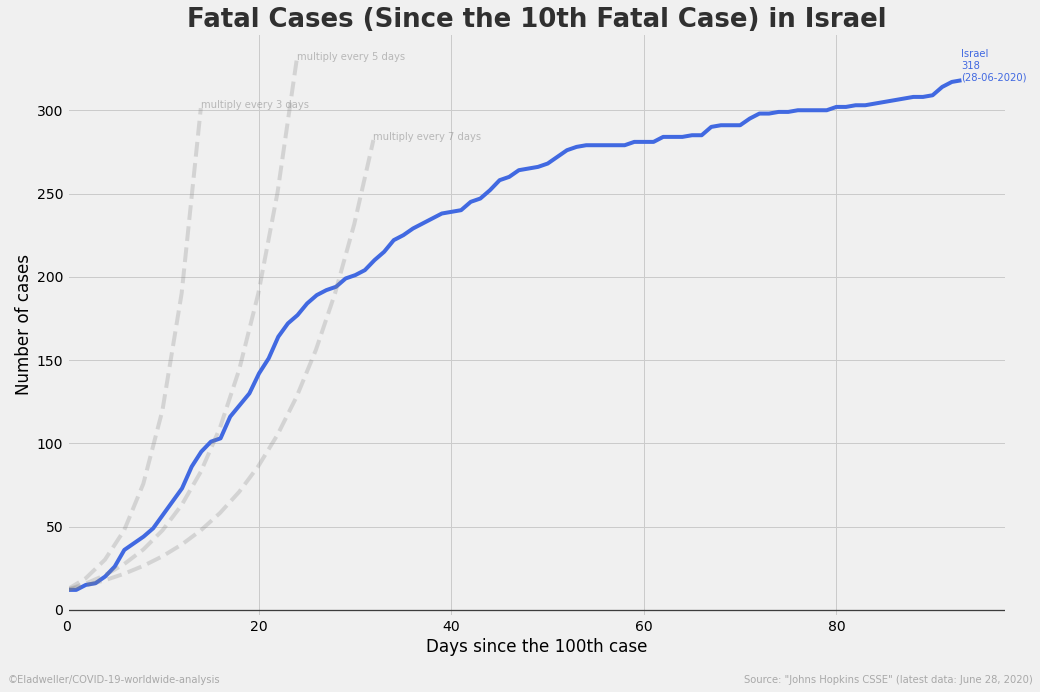 Fatal Cases (Since the 10th Fatal Case) in Israel
Israel
318
(28-06-2020)
multiply every 5 days
multiply every 3 days
multiply every 7 days
300
250
200
150
100
50
0
Number of cases
0 20 40 60 80
Days since the 100th case
©Eladweller/COVID-19-worldwide-analysis
Source: "Johns Hopkins CSSE" (latest data: June 28, 2020)